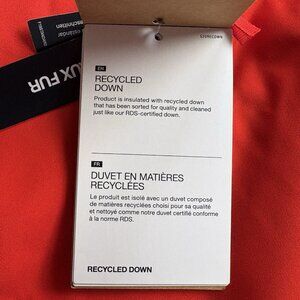 EN
RECYCLED
DOWN
Product is insulated with recycled down
that has been sorted for quality and cleaned
just like our RDS-certified down.
FR
DUVET EN MATIÈRES
RECYCLÉES
Le produit est isolé avec un duvet composé
de matières recyclées choisi pour sa qualité
et nettoyé comme notre duvet certifié conforme
à la norme RDS.
RECYCLED DOWN
UX FUR